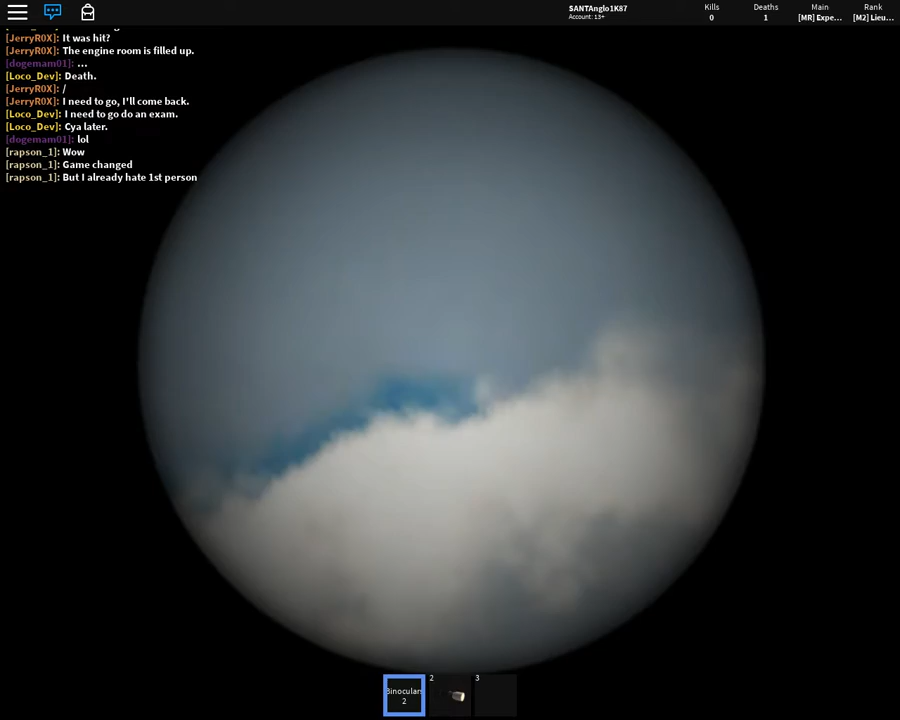 SANTAnglo1K87
Account: 13+
Kills
0
Deaths
1
Main
[MR] Expe...
Rank
[M2] Lieu...
[JerryR0X]: It was hit?
[JerryR0X]: The engine room is filled up.
[dogemam01]: ...
[Loco_Dev]: Death.
[JerryR0X]: /
[JerryR0X]: I need to go, I'll come back.
[Loco_Dev]: I need to go do an exam.
[Loco_Dev]: Cya later.
[dogemam01]: lol
[rapson_1]: Wow
[rapson_1]: Game changed
[rapson_1]: But I already hate 1st person
Binoculars
2
2
3